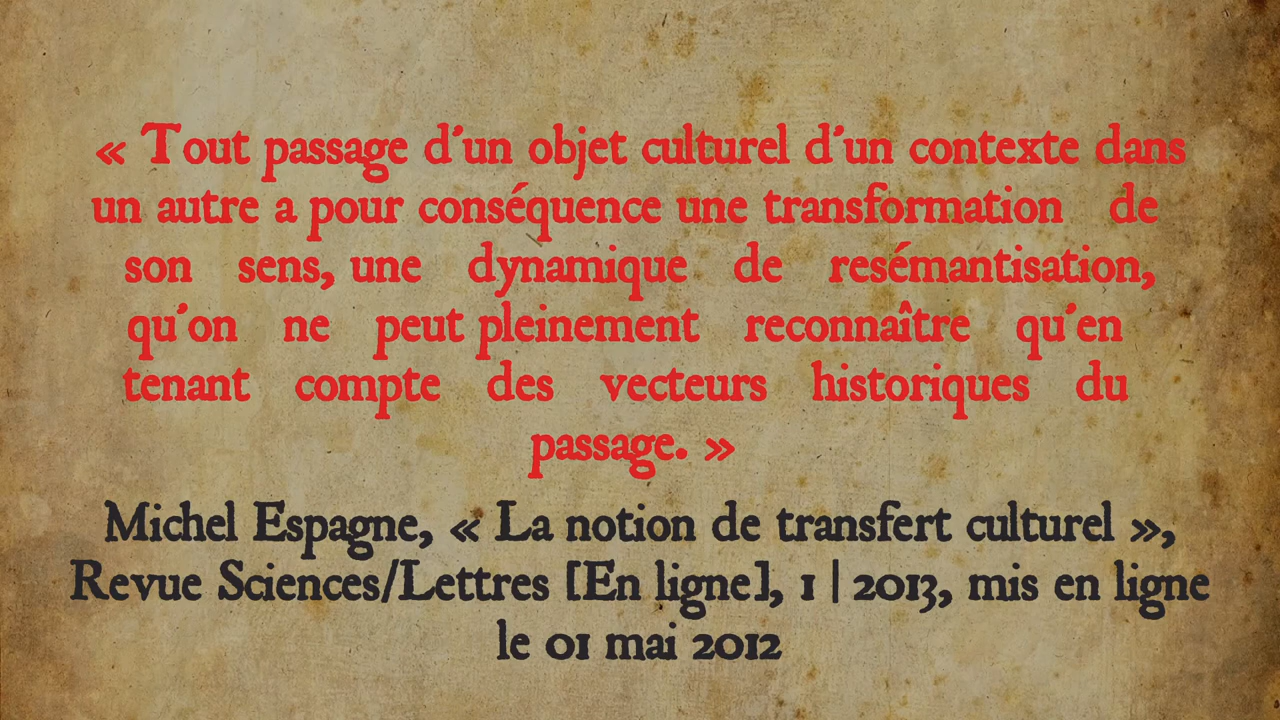 « Tout passage d'un objet culturel d'un contexte dans
un autre a pour conséquence une transformation de
son sens, une dynamique de resémantisation,
qu'on ne peut pleinement reconnaître qu'en
tenant compte des vecteurs historiques du
passage. »
Michel Espagne, « La notion de transfert culturel »,
Revue Sciences/Lettres [En ligne], 1 | 2013, mis en ligne
le 01 mai 2012